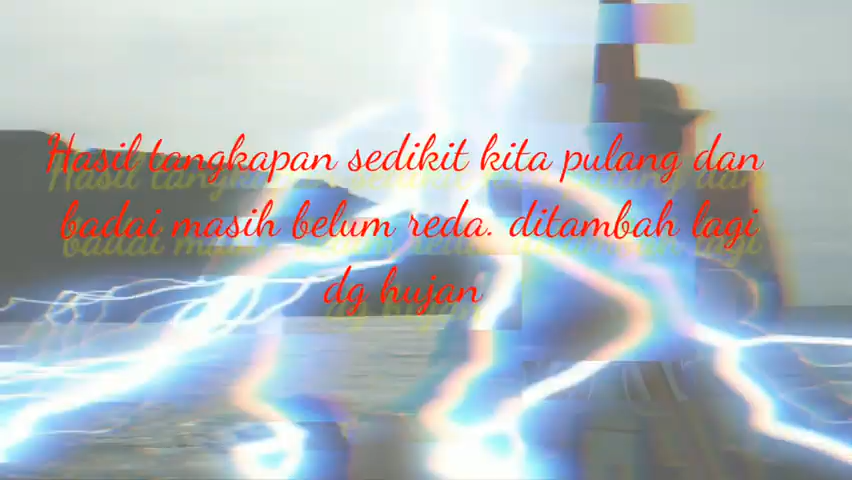 Hasil tangkapan sedikit kita pulang dan
badai masih belum reda. ditambah lagi
dg hujan